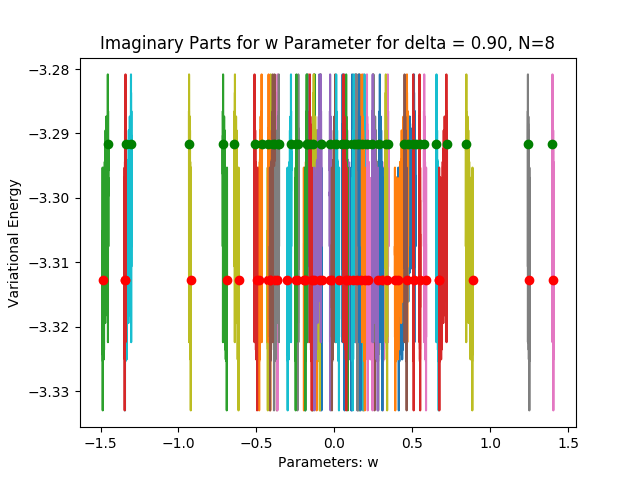 Imaginary Parts for w Parameter for delta = 0.90, N=8
−3.28
−3.29
−3.30
−3.31
−3.32
−3.33
Variational Energy
−1.5 −1.0 −0.5 0.0 0.5 1.0 1.5
Parameters: w